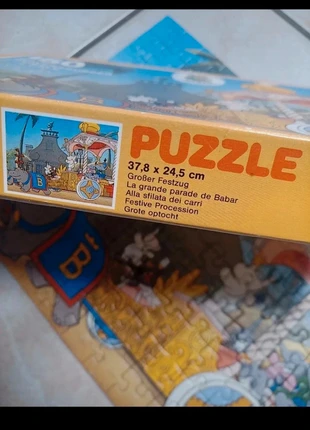 PUZZLE
37,8 x 24,5 cm
Großer Festzug
La grande parade de Babar
Alla sfilata dei carri
Festive Procession
Grote optocht
B
B